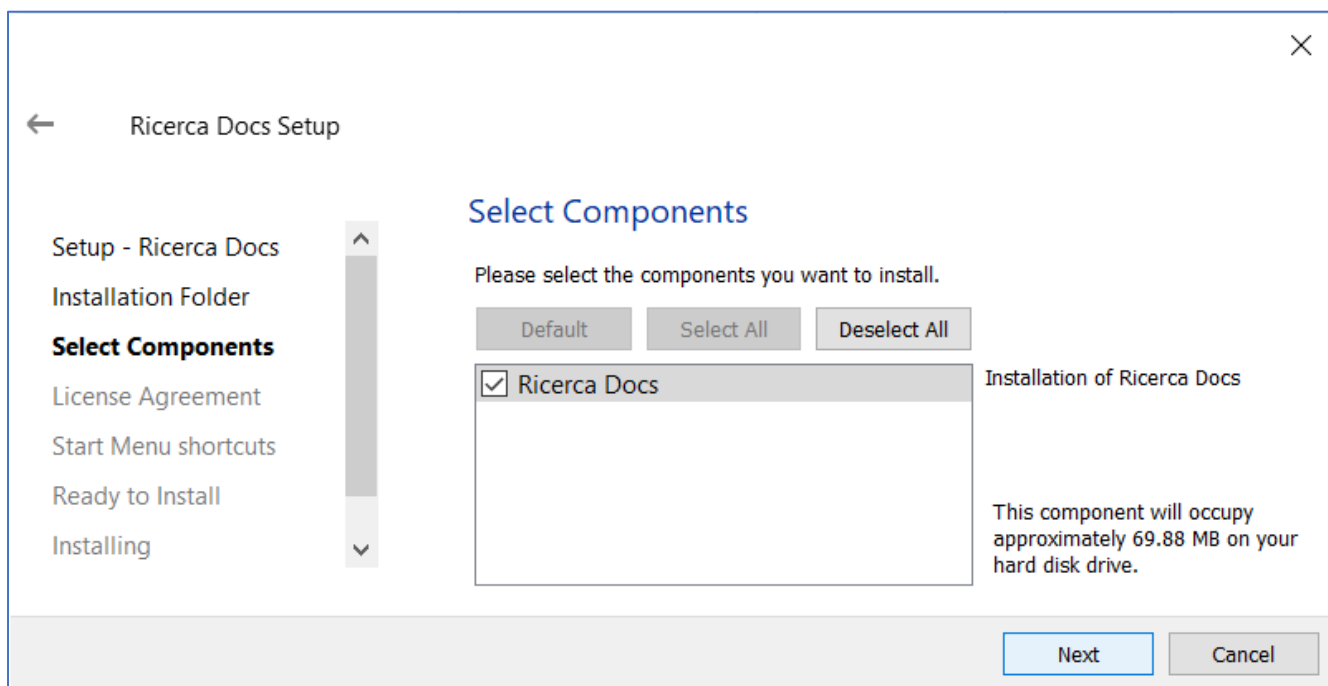 Ricerca Docs Setup
Setup - Ricerca Docs
Installation Folder
Select Components
License Agreement
Start Menu shortcuts
Ready to Install
Installing
Select Components
Please select the components you want to install.
Default
Select All
Deselect All
Ricerca Docs
Installation of Ricerca Docs
This component will occupy
approximately 69.88 MB on your
hard disk drive.
Next
Cancel